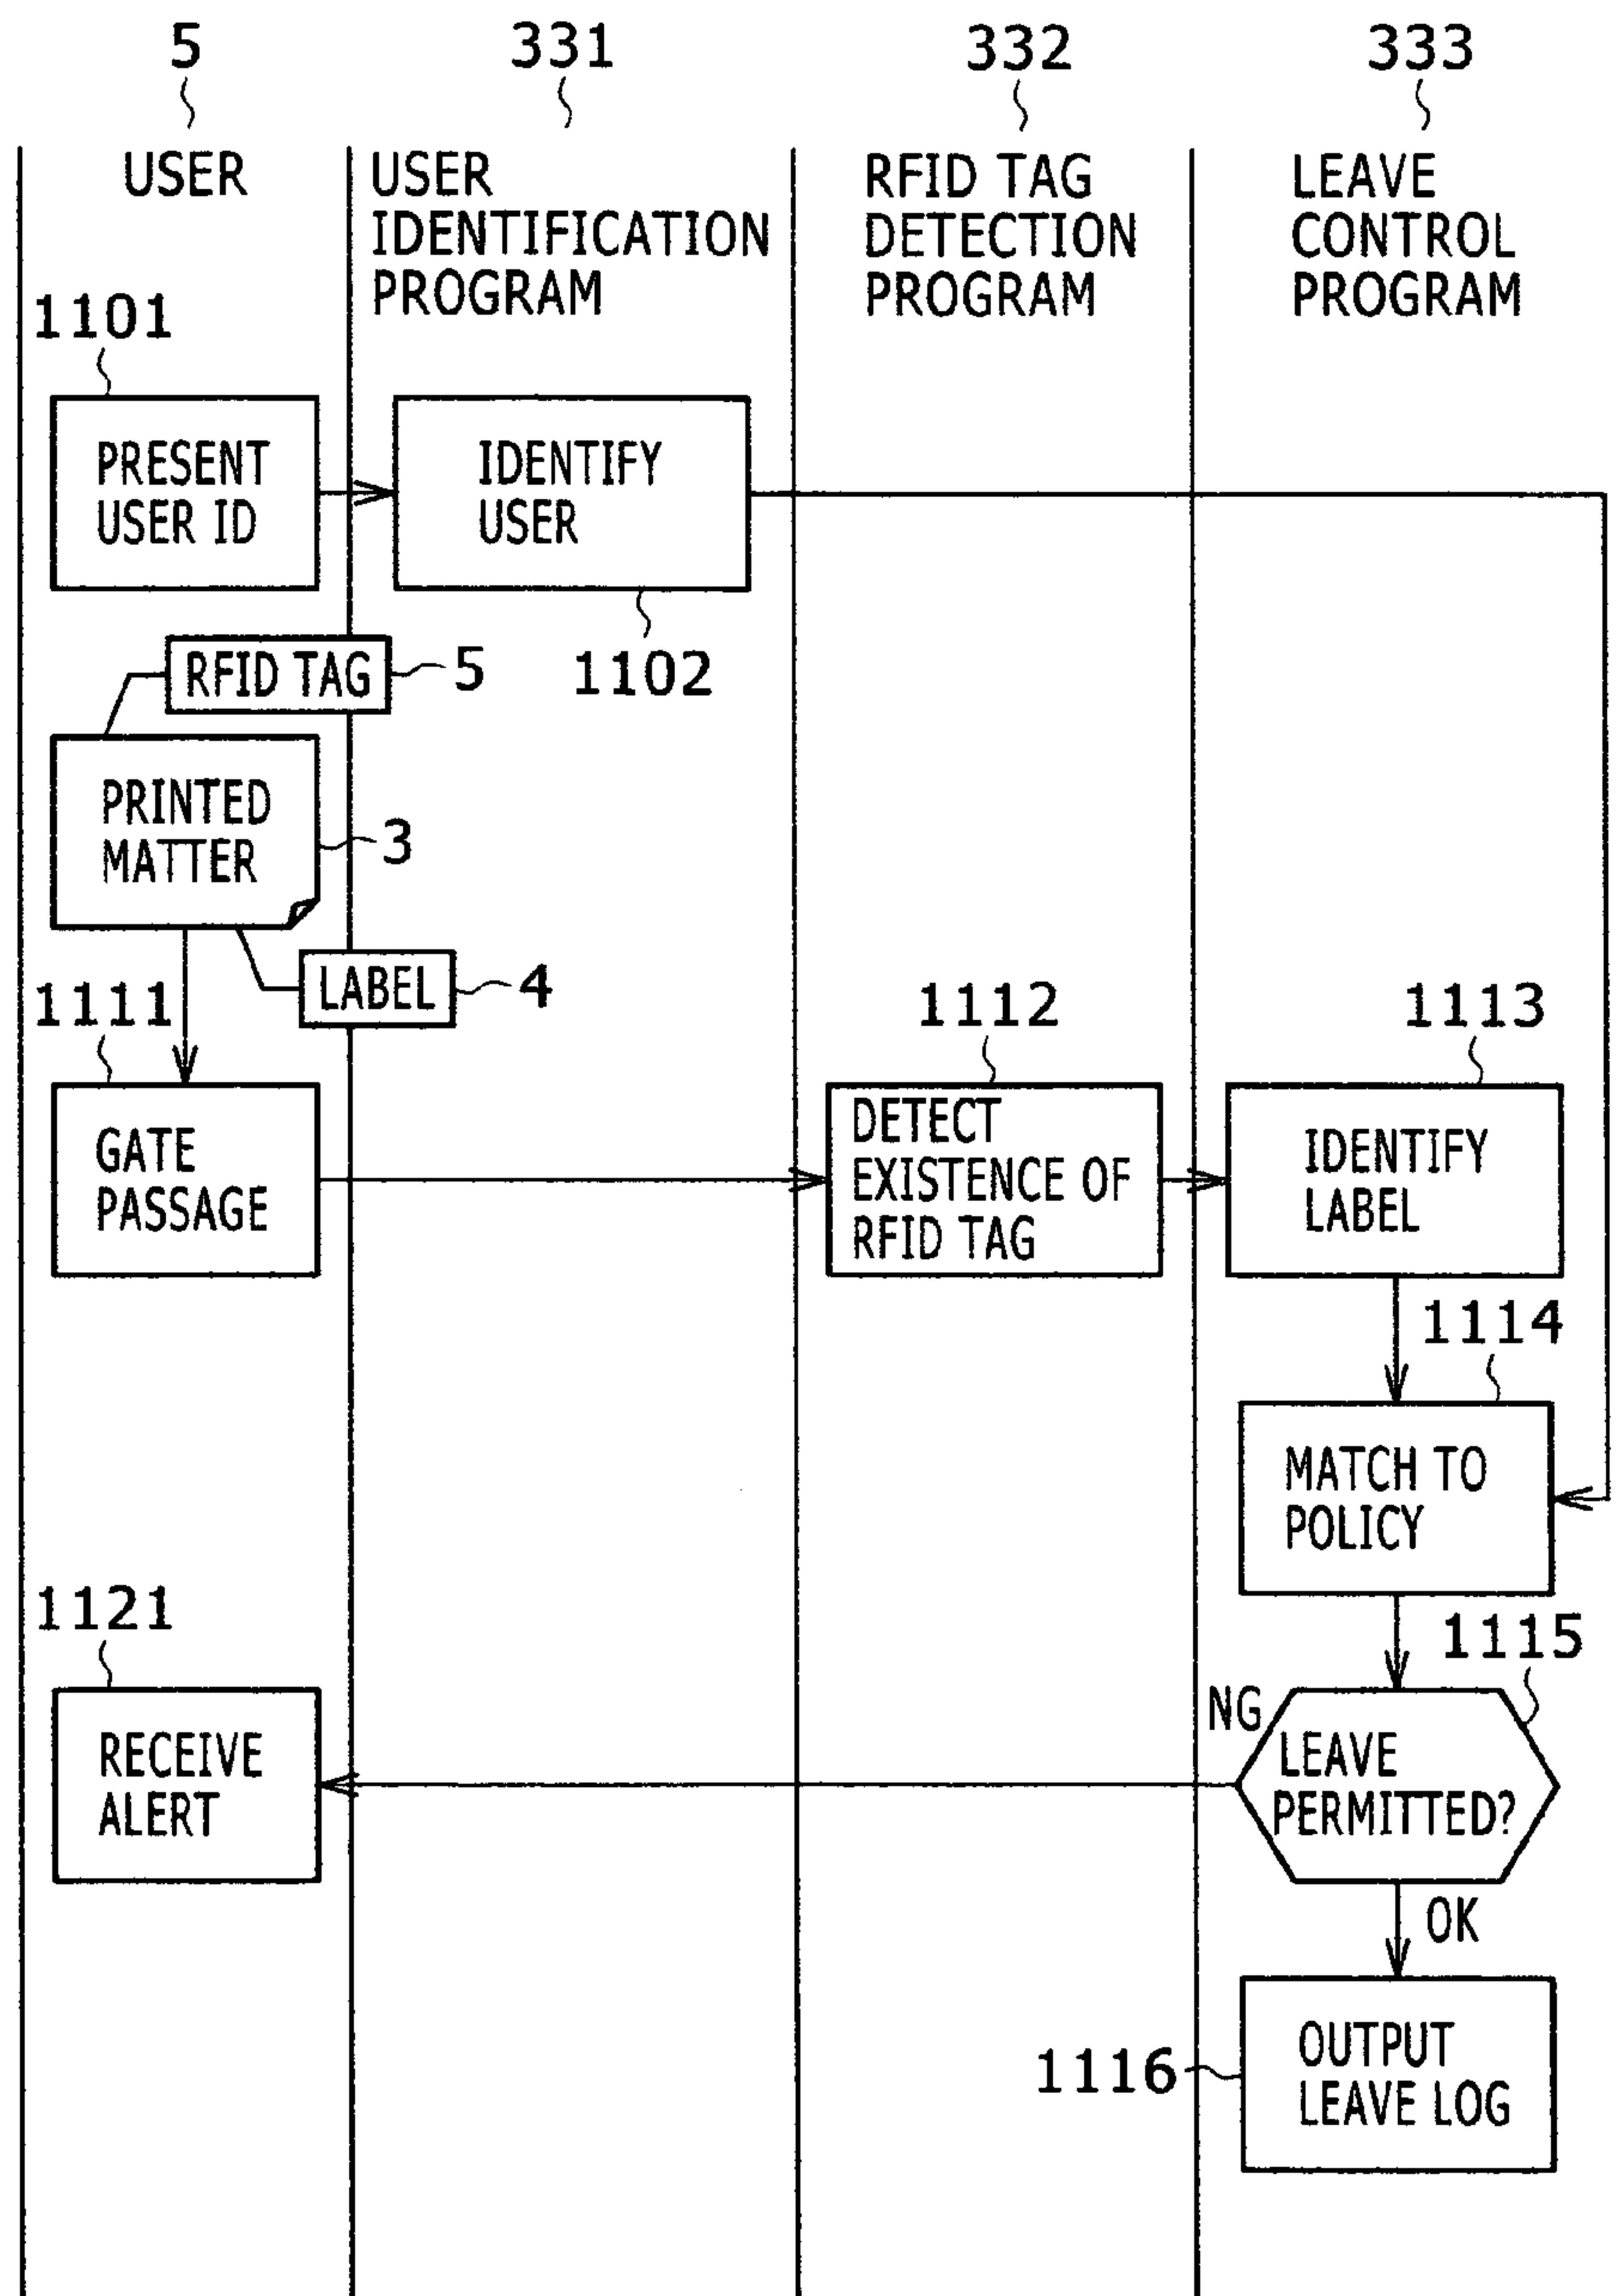 5
331
332
333
USER
USER
IDENTIFICATION
PROGRAM
RFID TAG
DETECTION
PROGRAM
LEAVE
CONTROL
PROGRAM
1101
PRESENT
USER ID
IDENTIFY
USER
1102
RFID TAG
5
PRINTED
MATTER
3
LABEL
4
1111
GATE
PASSAGE
1112
DETECT
EXISTENCE OF
RFID TAG
1113
IDENTIFY
LABEL
1114
MATCH TO
POLICY
1121
RECEIVE
ALERT
1115
NG
LEAVE
PERMITTED?
OK
1116
OUTPUT
LEAVE LOG